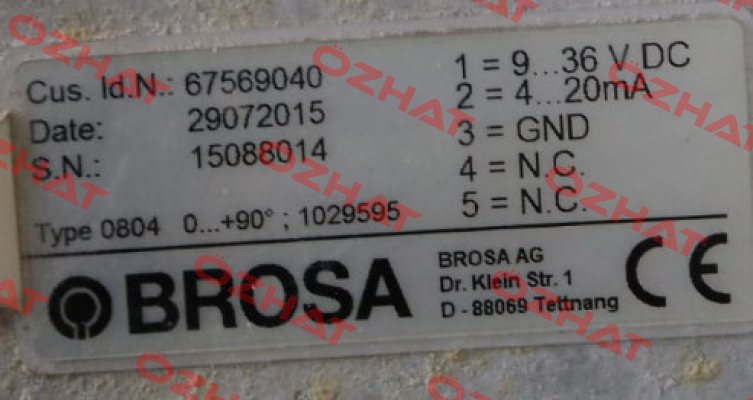 Cus. Id.N.: 67569040
Date: 29072015
S.N.: 15088014
Type 0804 0...+90° ; 1029595
1 = 9...36 V DC
2 = 4...20mA
3 = GND
4 = N.C.
5 = N.C.
BROSA
BROSA AG
Dr. Klein Str. 1
D - 88069 Tettnang
CE
OZHAT